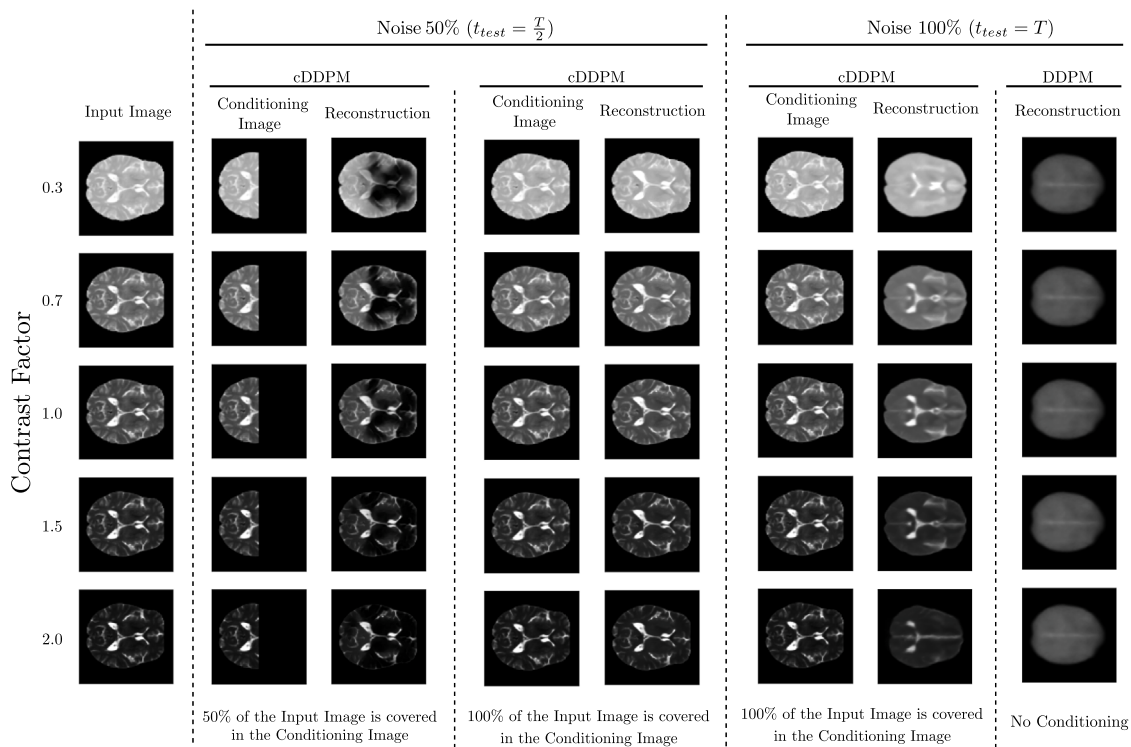 Noise 50% ($t_{test} = \frac{T}{2}$)
Noise 100% ($t_{test} = T$)
cDDPM
cDDPM
cDDPM
DDPM
Input Image
Conditioning
Image
Reconstruction
Conditioning
Image
Reconstruction
Conditioning
Image
Reconstruction
Reconstruction
Contrast Factor
0.3
0.7
1.0
1.5
2.0
50% of the Input Image is covered
in the Conditioning Image
100% of the Input Image is covered
in the Conditioning Image
100% of the Input Image is covered
in the Conditioning Image
No Conditioning